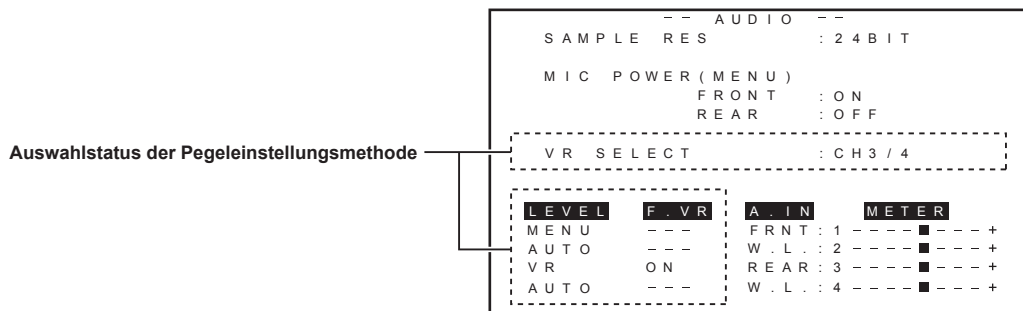 -- AUDIO --
SAMPLE RES :24BIT
MIC POWER(MENU)
FRONT :ON
REAR :OFF
Auswahlstatus der Pegeleinstellungsmethode
VR SELECT :CH3/4
LEVEL F.VR A.IN METER
MENU --- FRNT:1 ----■---+
AUTO --- W.L.:2 ----■---+
VR ON REAR:3 ----■---+
AUTO --- W.L.:4 ----■---+